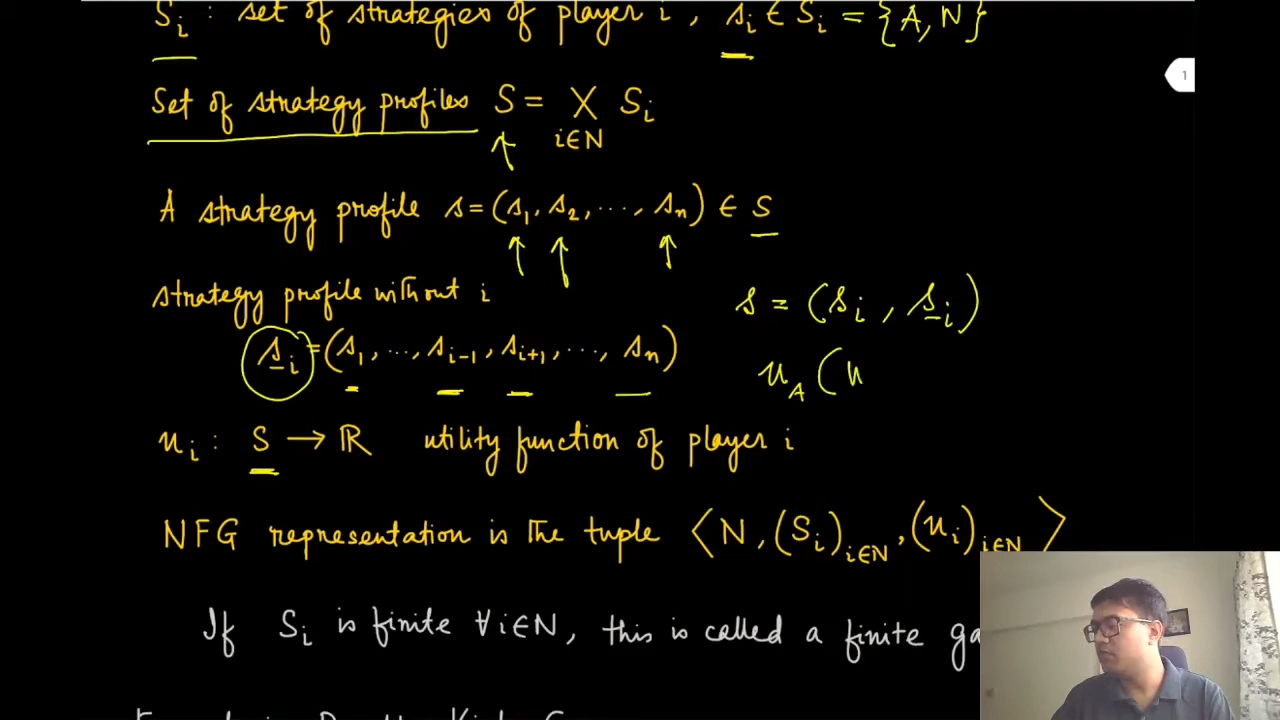 Sᵢ : set of strategies of player i , sᵢ ∈ Sᵢ = {A, N}
1
Set of strategy profiles S = X Sᵢ
i∈N
A strategy profile s = (s₁, s₂, ..., sₙ) ∈ S
strategy profile without i
s = (sᵢ , s̲ᵢ)
s̲ᵢ = (s₁, ..., sᵢ₋₁, sᵢ₊₁, ..., sₙ)
u_A (
uᵢ : S → ℝ utility function of player i
NFG representation is the tuple ⟨N, (Sᵢ)i∈N, (uᵢ)i∈N⟩
If Sᵢ is finite ∀i∈N, this is called a finite